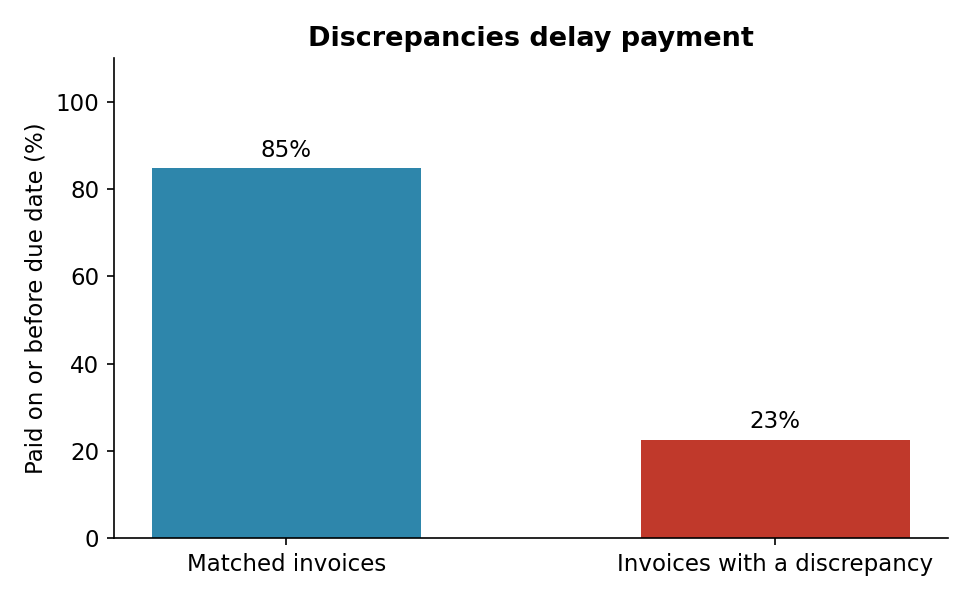 Discrepancies delay payment
Paid on or before due date (%)
100
80
60
40
20
0
85%
23%
Matched invoices
Invoices with a discrepancy